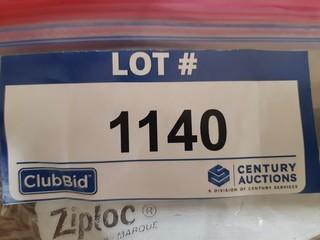 LOT #
1140
ClubBid
CENTURY
AUCTIONS
A DIVISION OF CENTURY SERVICES
Ziploc ®
MARQUE